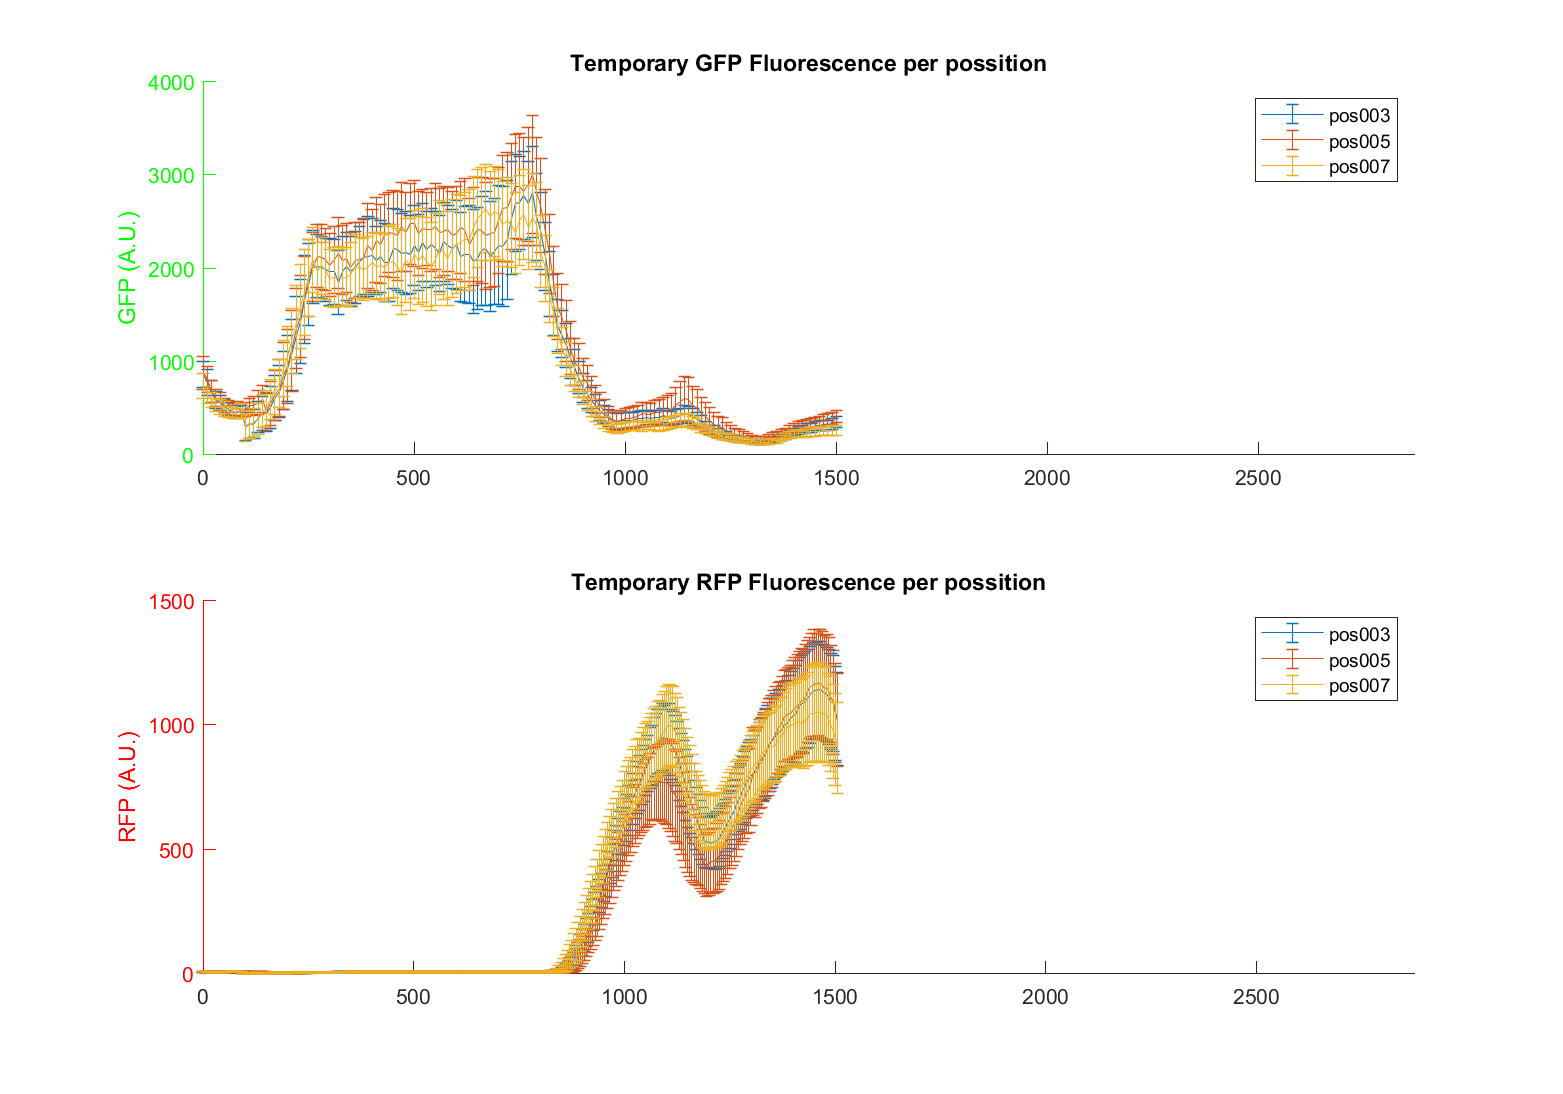 Temporary GFP Fluorescence per possition
GFP (A.U.)
4000
3000
2000
1000
0
0 500 1000 1500 2000 2500
pos003
pos005
pos007
Temporary RFP Fluorescence per possition
RFP (A.U.)
1500
1000
500
0
0 500 1000 1500 2000 2500
pos003
pos005
pos007